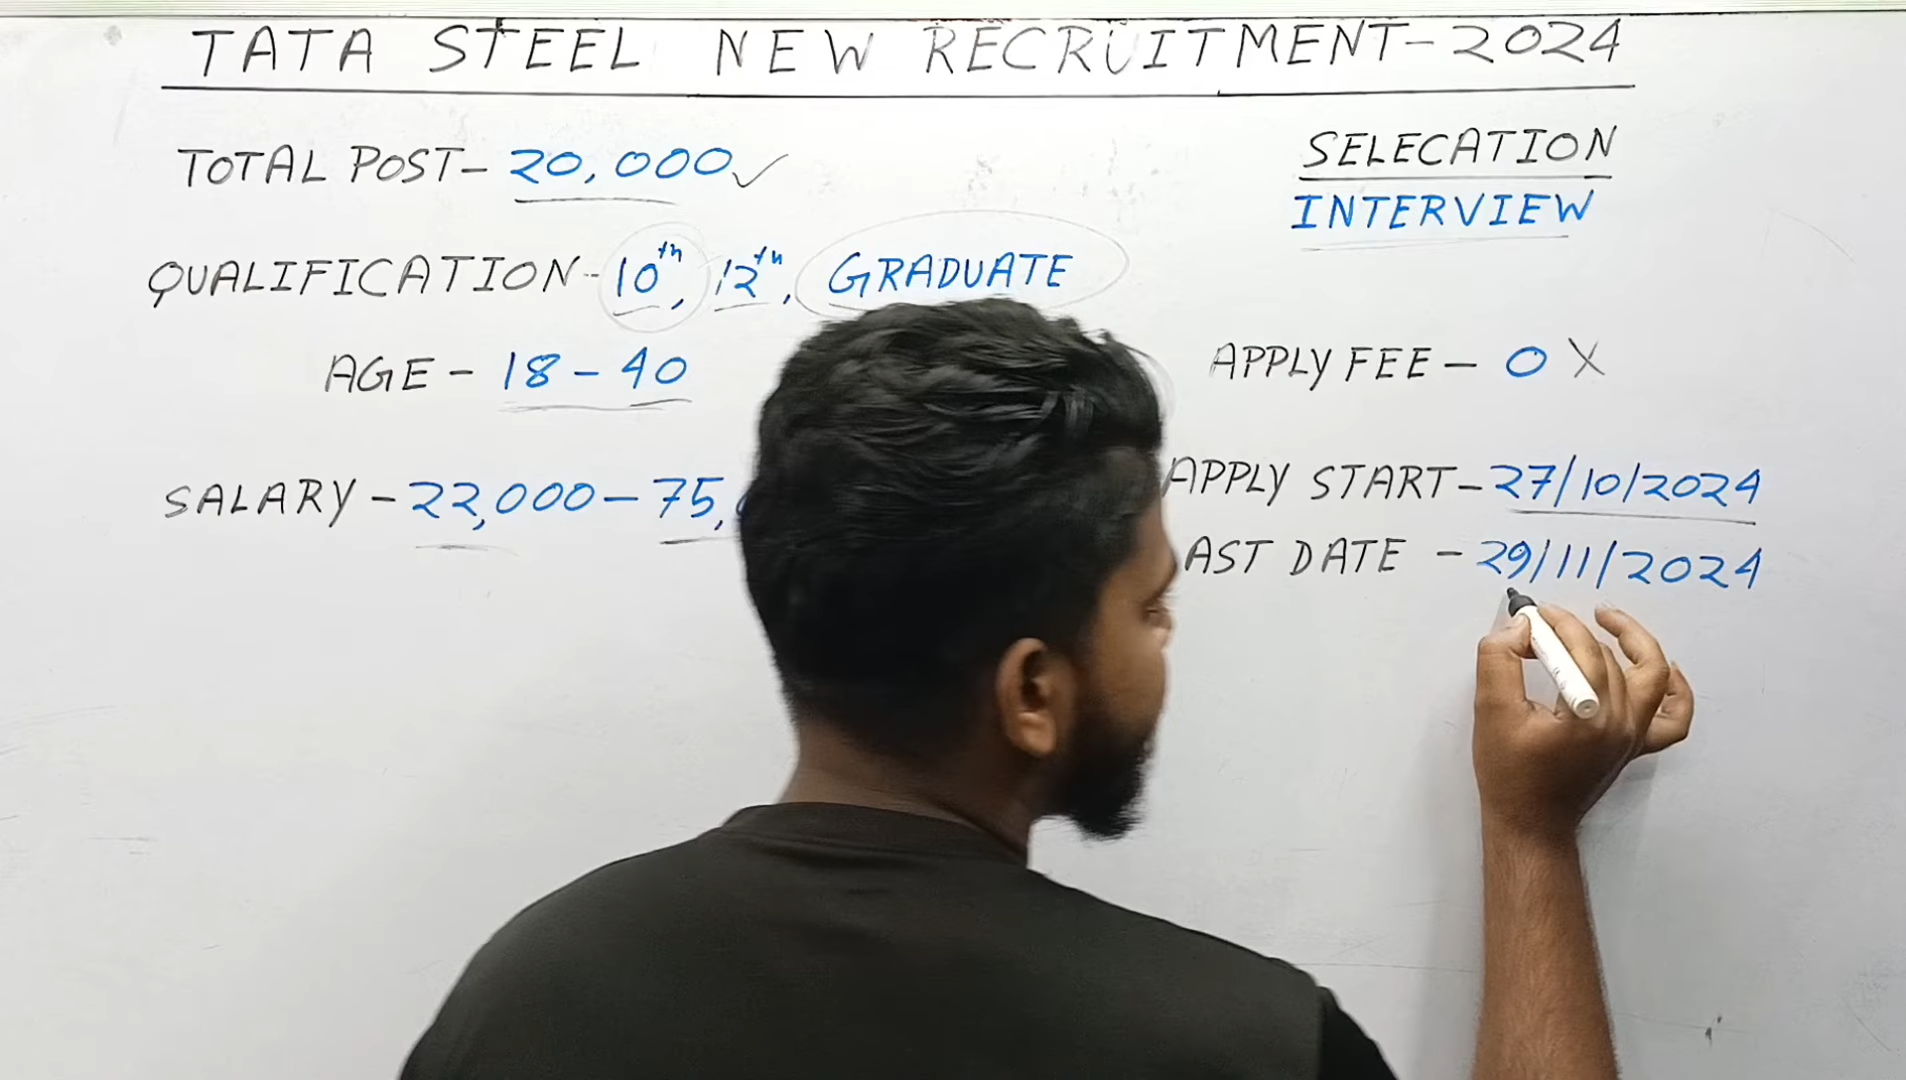 TATA STEEL NEW RECRUITMENT-2024
TOTAL POST- 20,000
QUALIFICATION- 10th, 12th, GRADUATE
AGE - 18 - 40
SALARY - 22,000 - 75,
SELECATION
INTERVIEW
APPLY FEE - 0 X
APPLY START - 27/10/2024
AST DATE - 29/11/2024